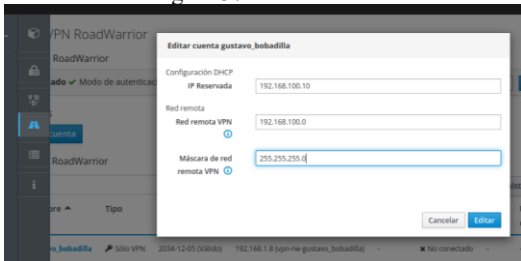 VPN RoadWarrior
Editar cuenta gustavo_bobadilla
RoadWarrior
Configuración DHCP
ado ✔ Modo de autenticac
IP Reservada 192.168.100.10
Red remota
Red remota VPN 192.168.100.0
cuenta
Máscara de red remota VPN 255.255.255.0
RoadWarrior
Tipo
Cancelar Editar
vo_bobadilla Sólo VPN 2034-12-05 (Válido) 192.168.1.8 (vpn-rw-gustavo_bobadilla) - ✖ No conectado -